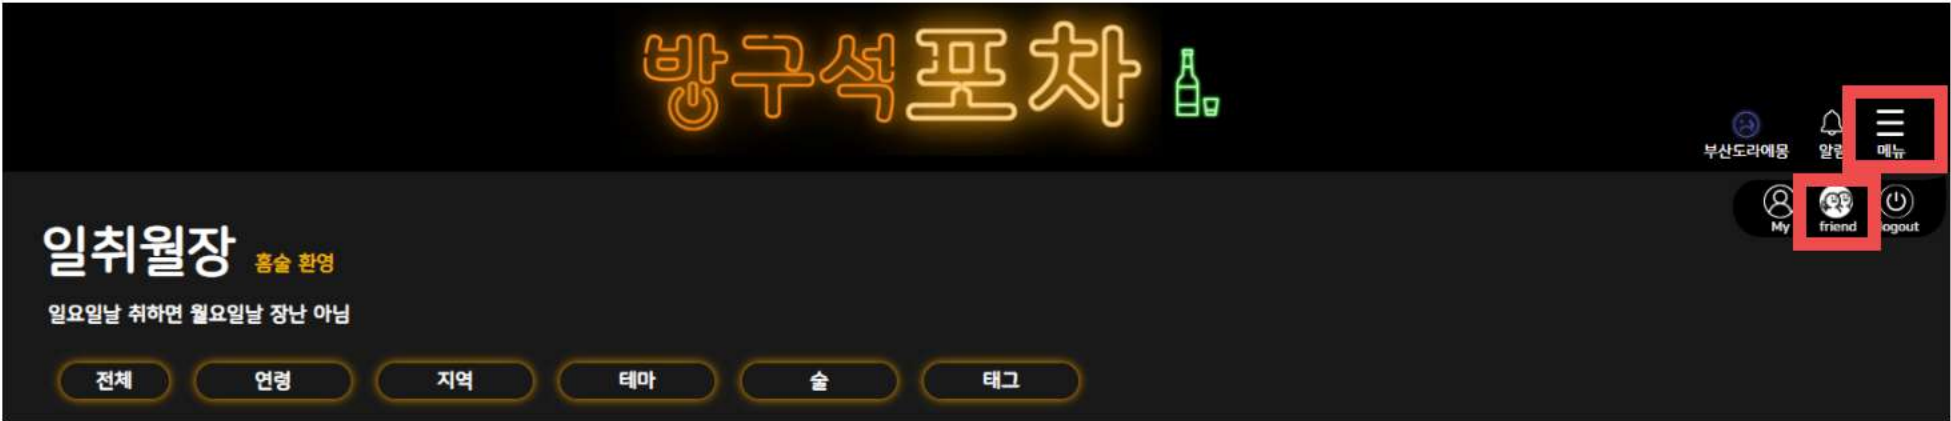 방구석포차
부산도라에몽 알림 메뉴
My friend logout
일취월장 홈술 환영
일요일날 취하면 월요일날 장난 아님
전체 연령 지역 테마 술 태그